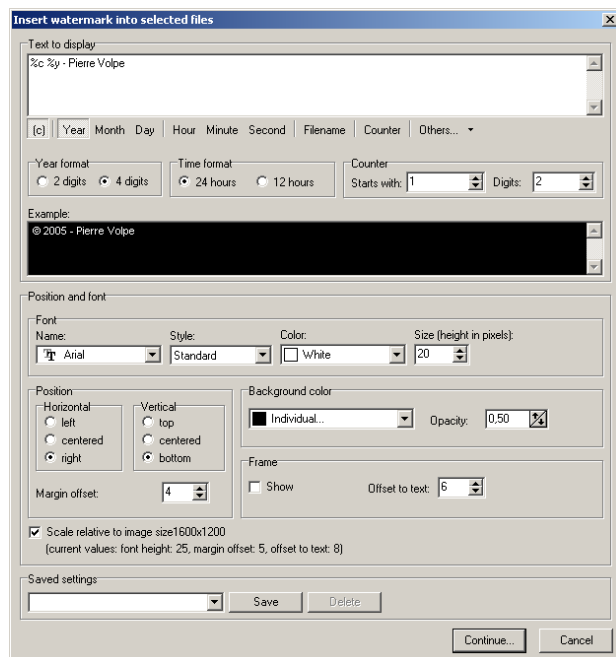 Insert watermark into selected files
Text to display
%c %y - Pierre Volpe
(c) Year Month Day Hour Minute Second Filename Counter Others...
Year format Time format Counter
2 digits 4 digits 24 hours 12 hours Starts with: 1 Digits: 2
Example:
© 2005 - Pierre Volpe
Position and font
Font
Name: Style: Color: Size (height in pixels):
Arial Standard White 20
Position Background color
Horizontal Vertical
left top Individual... Opacity: 0,50
centered centered
right bottom Frame
Margin offset: 4 Show Offset to text: 6
Scale relative to image size1600x1200
(current values: font height: 25, margin offset: 5, offset to text: 8)
Saved settings
Save Delete
Continue... Cancel